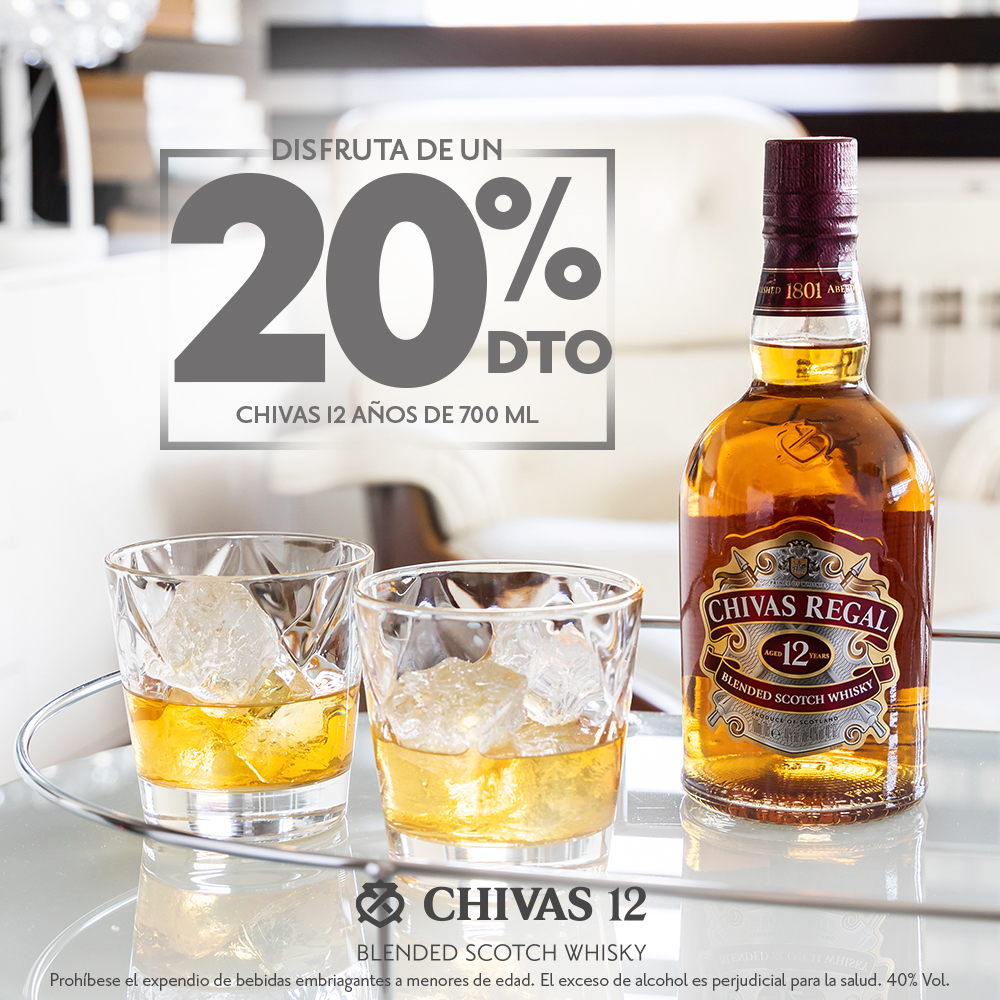 DISFRUTA DE UN
20%
DTO
CHIVAS 12 AÑOS DE 700 ML
1801
CHIVAS REGAL
AGED 12 YEARS
BLENDED SCOTCH WHISKY
PRODUCE OF SCOTLAND
CHIVAS 12
BLENDED SCOTCH WHISKY
Prohíbese el expendio de bebidas embriagantes a menores de edad. El exceso de alcohol es perjudicial para la salud. 40% Vol.